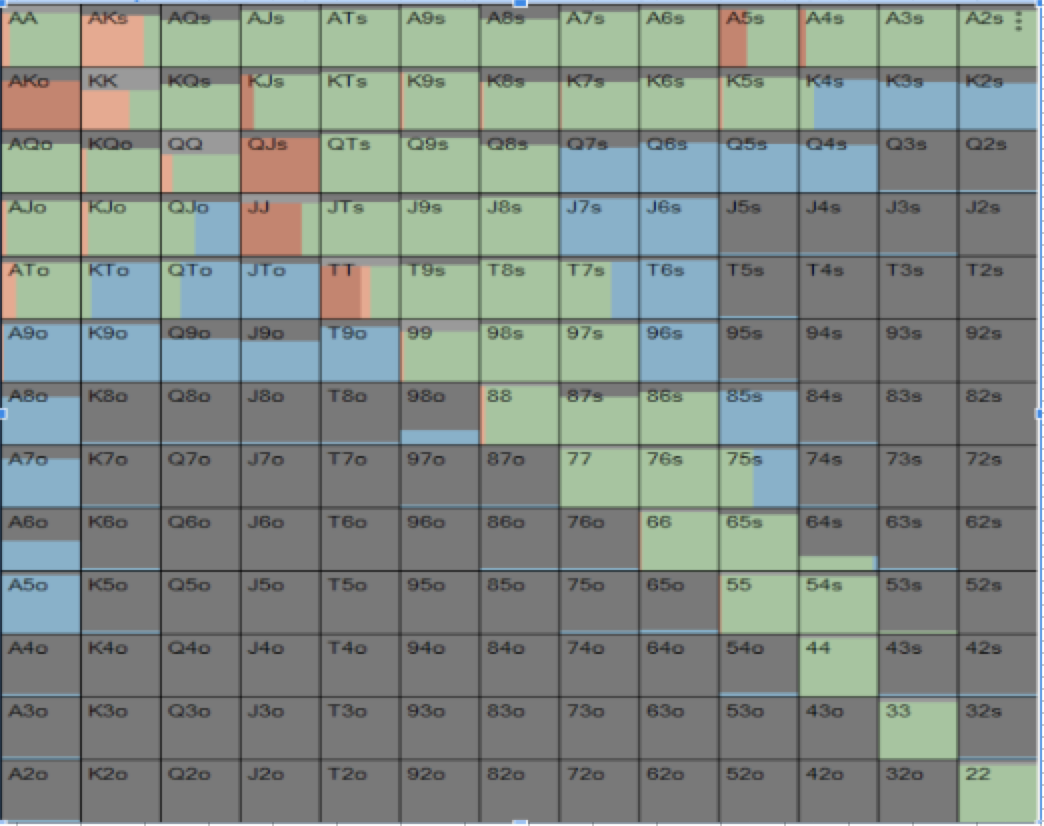 AA AKs AQs AJs ATs A9s A8s A7s A6s A5s A4s A3s A2s
AKo KK KQs KJs KTs K9s K8s K7s K6s K5s K4s K3s K2s
AQo KQo QQ QJs QTs Q9s Q8s Q7s Q6s Q5s Q4s Q3s Q2s
AJo KJo QJo JJ JTs J9s J8s J7s J6s J5s J4s J3s J2s
ATo KTo QTo JTo TT T9s T8s T7s T6s T5s T4s T3s T2s
A9o K9o Q9o J9o T9o 99 98s 97s 96s 95s 94s 93s 92s
A8o K8o Q8o J8o T8o 98o 88 87s 86s 85s 84s 83s 82s
A7o K7o Q7o J7o T7o 97o 87o 77 76s 75s 74s 73s 72s
A6o K6o Q6o J6o T6o 96o 86o 76o 66 65s 64s 63s 62s
A5o K5o Q5o J5o T5o 95o 85o 75o 65o 55 54s 53s 52s
A4o K4o Q4o J4o T4o 94o 84o 74o 64o 54o 44 43s 42s
A3o K3o Q3o J3o T3o 93o 83o 73o 63o 53o 43o 33 32s
A2o K2o Q2o J2o T2o 92o 82o 72o 62o 52o 42o 32o 22